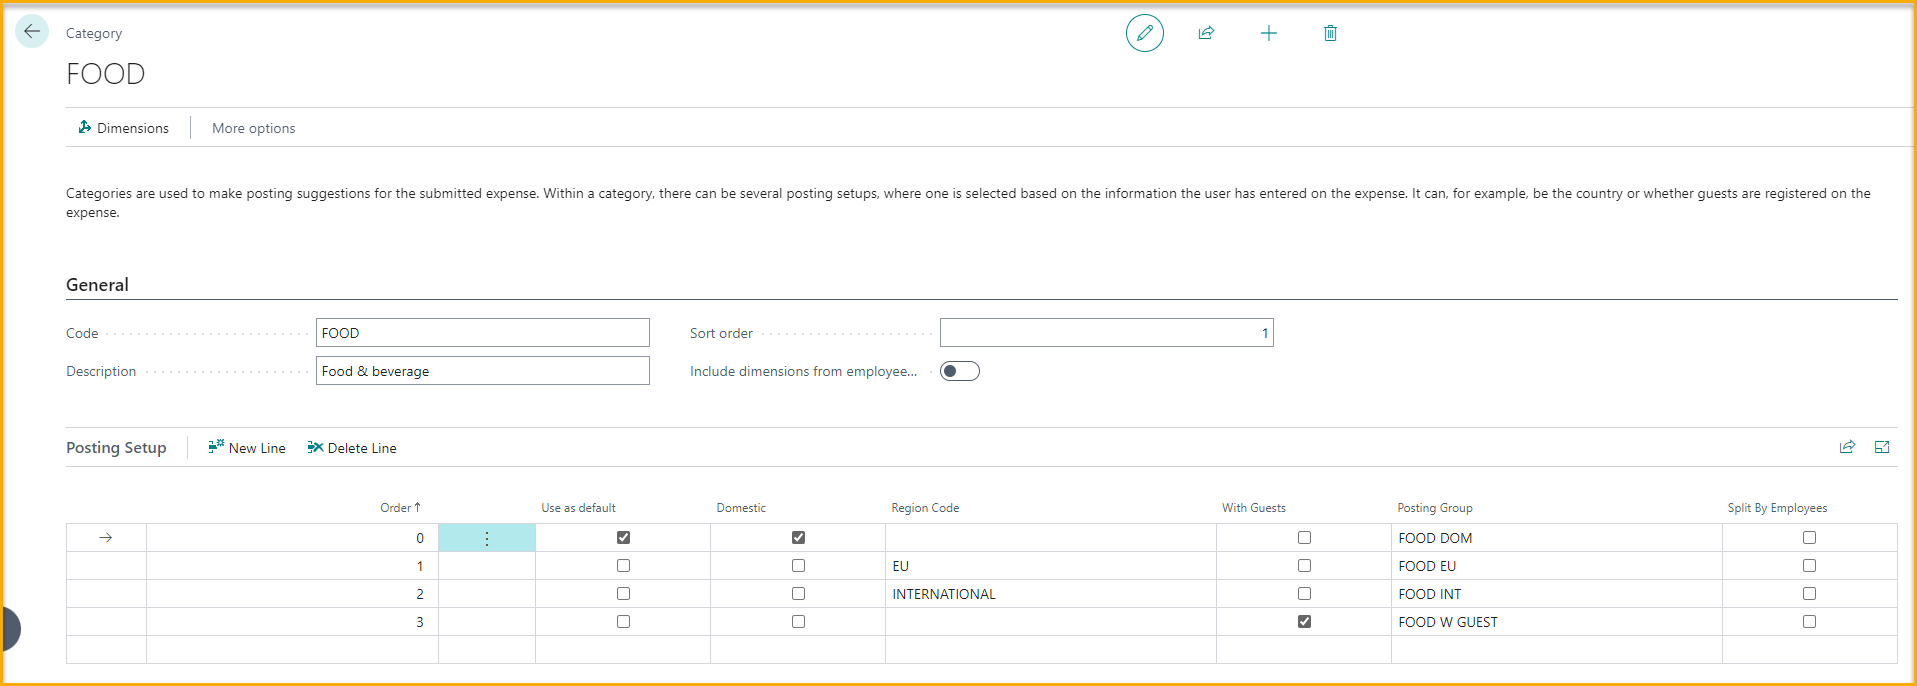 Category
FOOD
Dimensions More options
Categories are used to make posting suggestions for the submitted expense. Within a category, there can be several posting setups, where one is selected based on the information the user has entered on the expense. It can, for example, be the country or whether guests are registered on the
expense.
General
Code FOOD Sort order 1
Description Food & beverage Include dimensions from employee...
Posting Setup New Line Delete Line
Order↑ Use as default Domestic Region Code With Guests Posting Group Split By Employees
0 FOOD DOM
1 EU FOOD EU
2 INTERNATIONAL FOOD INT
3 FOOD W GUEST